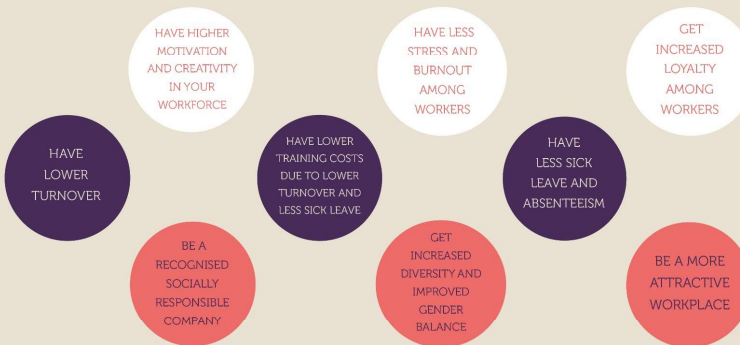 HAVE HIGHER
MOTIVATION
AND CREATIVITY
IN YOUR
WORKFORCE
HAVE LESS
STRESS AND
BURNOUT
AMONG
WORKERS
GET
INCREASED
LOYALTY
AMONG
WORKERS
HAVE
LOWER
TURNOVER
HAVE LOWER
TRAINING COSTS
DUE TO LOWER
TURNOVER AND
LESS SICK LEAVE
HAVE
LESS SICK
LEAVE AND
ABSENTEEISM
BE A
RECOGNISED
SOCIALLY
RESPONSIBLE
COMPANY
GET
INCREASED
DIVERSITY AND
IMPROVED
GENDER
BALANCE
BE A MORE
ATTRACTIVE
WORKPLACE